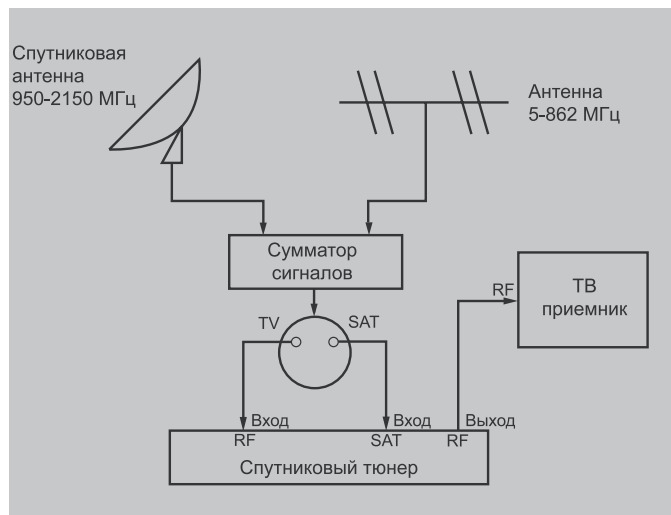 Спутниковая
антенна
950-2150 МГц
Антенна
5-862 МГц
Сумматор
сигналов
TV
SAT
RF
ТВ
приемник
Вход
Вход
Выход
RF
SAT
RF
Спутниковый тюнер